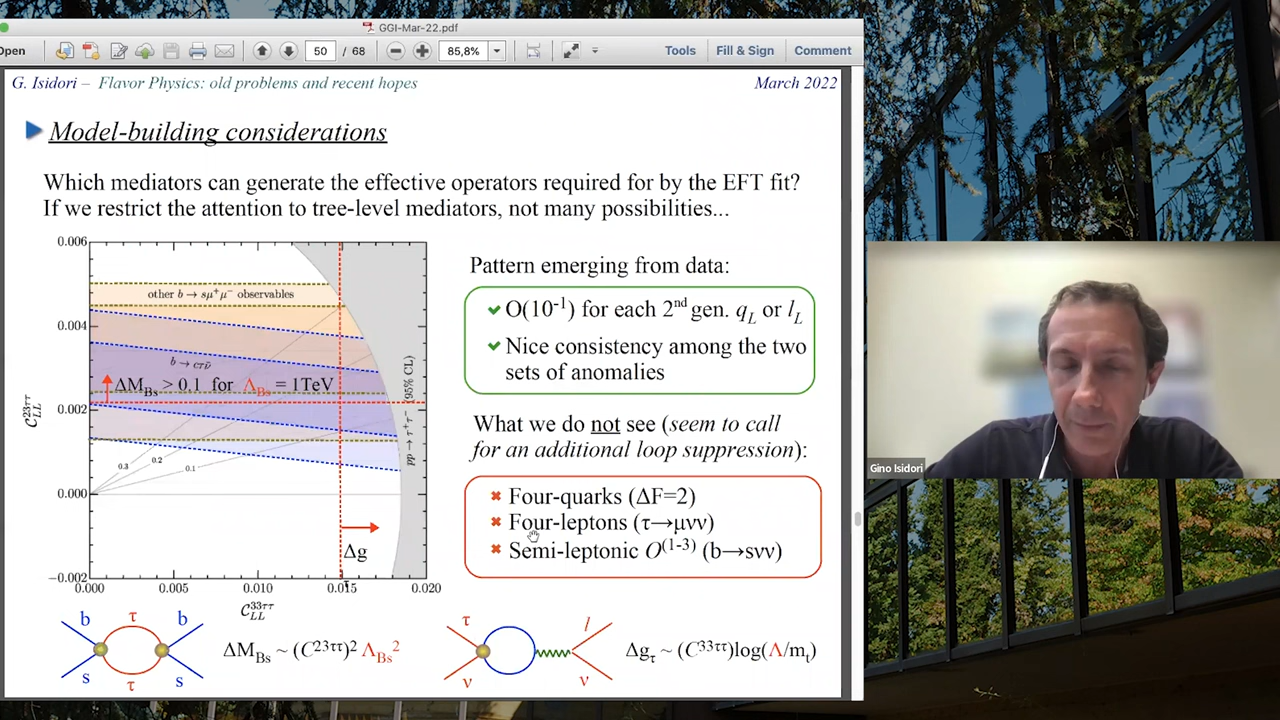 GGI-Mar-22.pdf
Open
50 / 68
85,8%
Tools
Fill & Sign
Comment
G. Isidori – Flavor Physics: old problems and recent hopes
March 2022
Model-building considerations
Which mediators can generate the effective operators required for by the EFT fit?
If we restrict the attention to tree-level mediators, not many possibilities...
0.006
0.004
0.002
0.000
−0.002
0.000
0.005
0.010
0.015
0.020
C_LL^23ττ
C_LL^33ττ
other b → sμ⁺μ⁻ observables
b → cτν̄
ΔM_Bs > 0.1 for Λ_Bs = 1TeV
0.3
0.2
0.1
pp → τ⁺τ⁻ (95% CL)
Δg
τ
Pattern emerging from data:
✔ O(10⁻¹) for each 2nd gen. q_L or l_L
✔ Nice consistency among the two
sets of anomalies
What we do not see (seem to call
for an additional loop suppression):
✖ Four-quarks (ΔF=2)
✖ Four-leptons (τ→μνν)
✖ Semi-leptonic O^(1-3) (b→sνν)
b
τ
b
s
τ
s
ΔM_Bs ~ (C^23ττ)² Λ_Bs²
τ
l
ν
ν
Δg_τ ~ (C^33ττ)log(Λ/m_t)
Gino Isidori